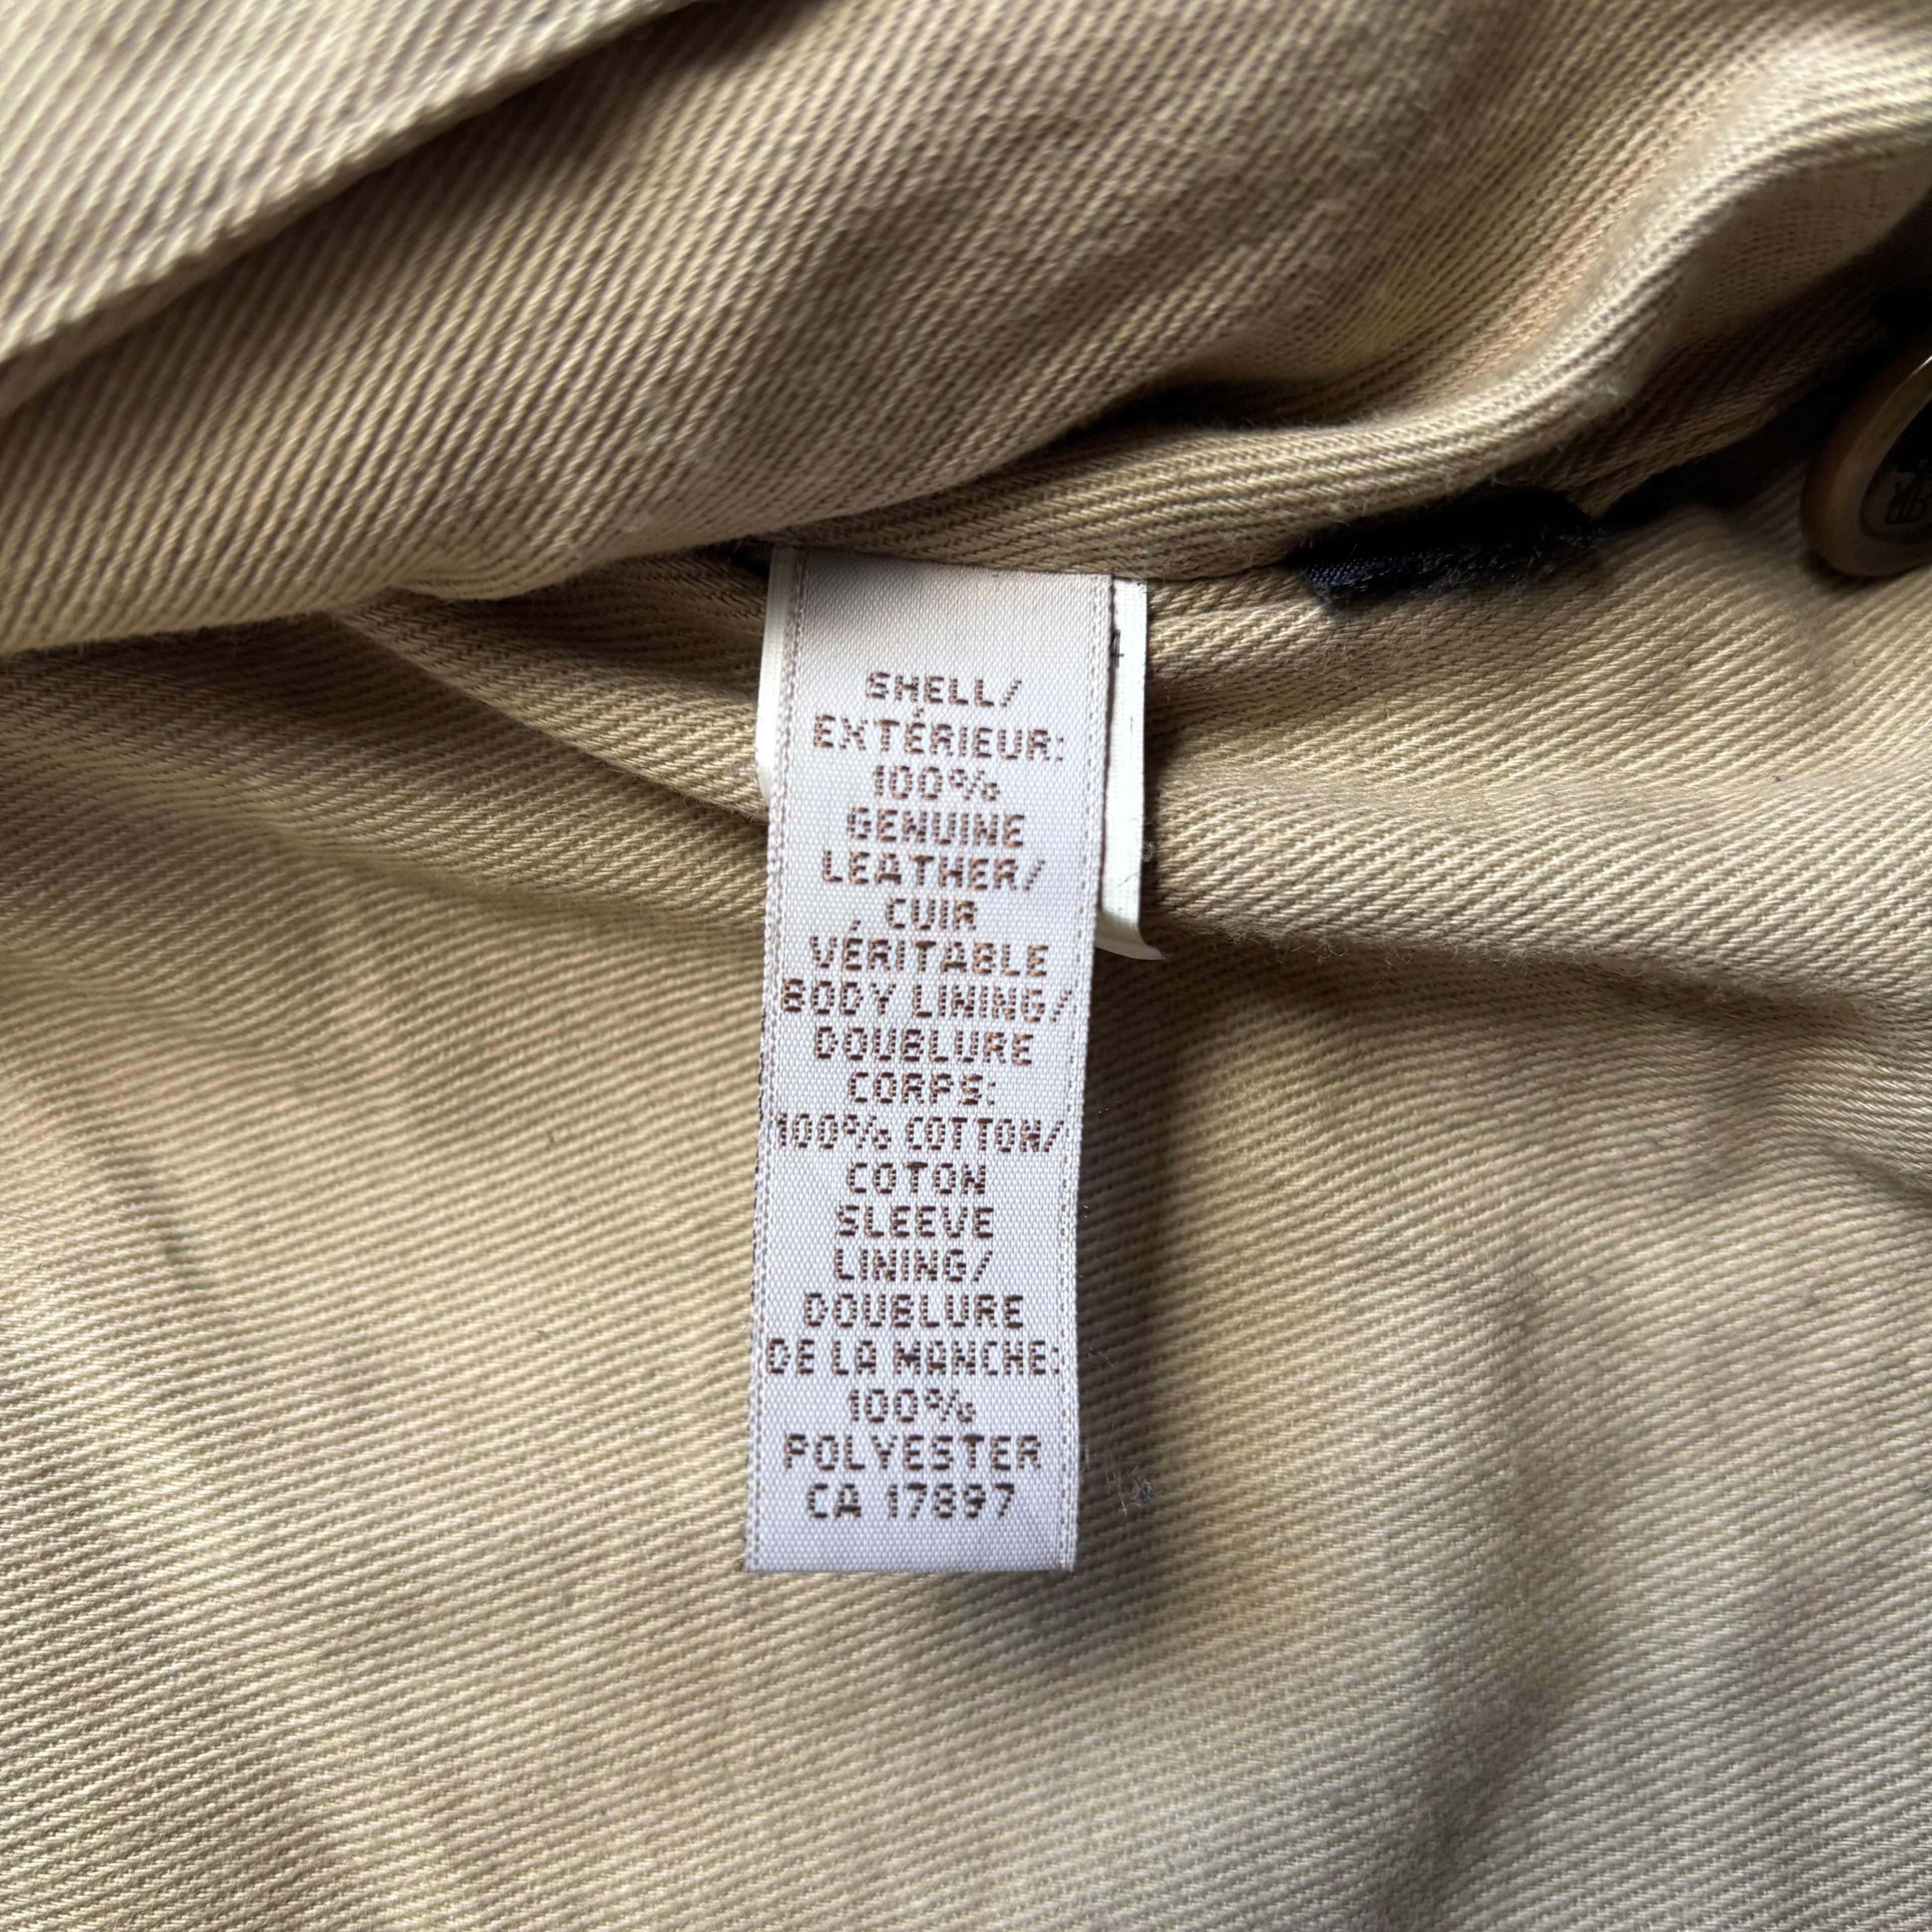 SHELL/
EXTÉRIEUR:
100%
GENUINE
LEATHER/
CUIR
VÉRITABLE
BODY LINING/
DOUBLURE
CORPS:
100% COTTON/
COTON
SLEEVE
LINING/
DOUBLURE
DE LA MANCHE:
100%
POLYESTER
CA 17897